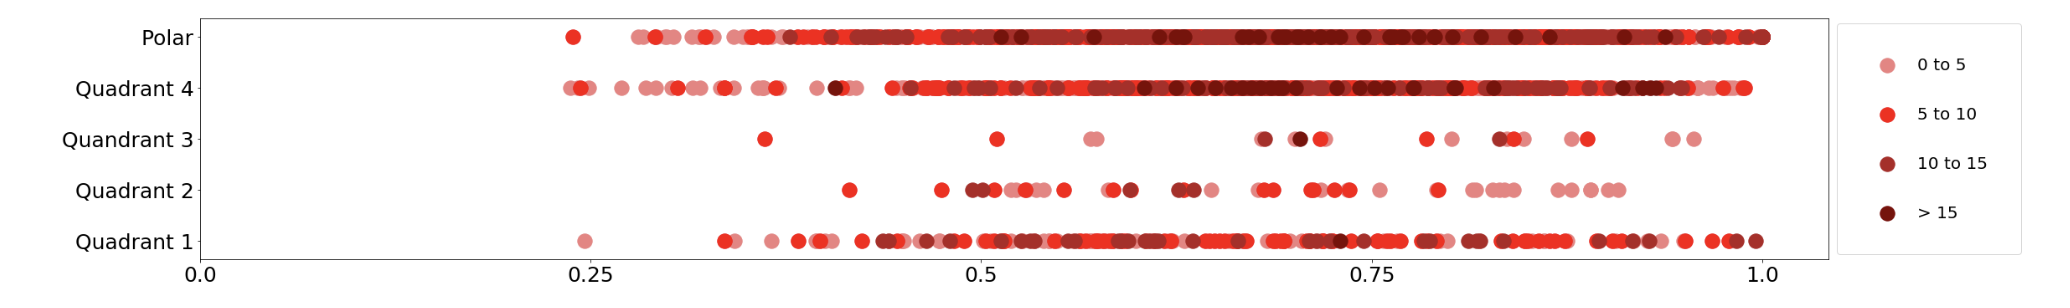 Polar
Quadrant 4
Quandrant 3
Quadrant 2
Quadrant 1
0.0 0.25 0.5 0.75 1.0
0 to 5
5 to 10
10 to 15
> 15